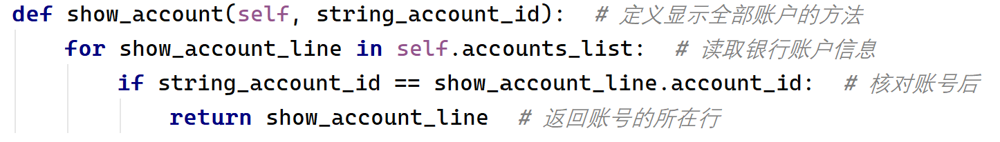 def show_account(self, string_account_id):  # 定义显示全部账户的方法
    for show_account_line in self.accounts_list:  # 读取银行账户信息
        if string_account_id == show_account_line.account_id:  # 核对账号后
            return show_account_line  # 返回账号的所在行